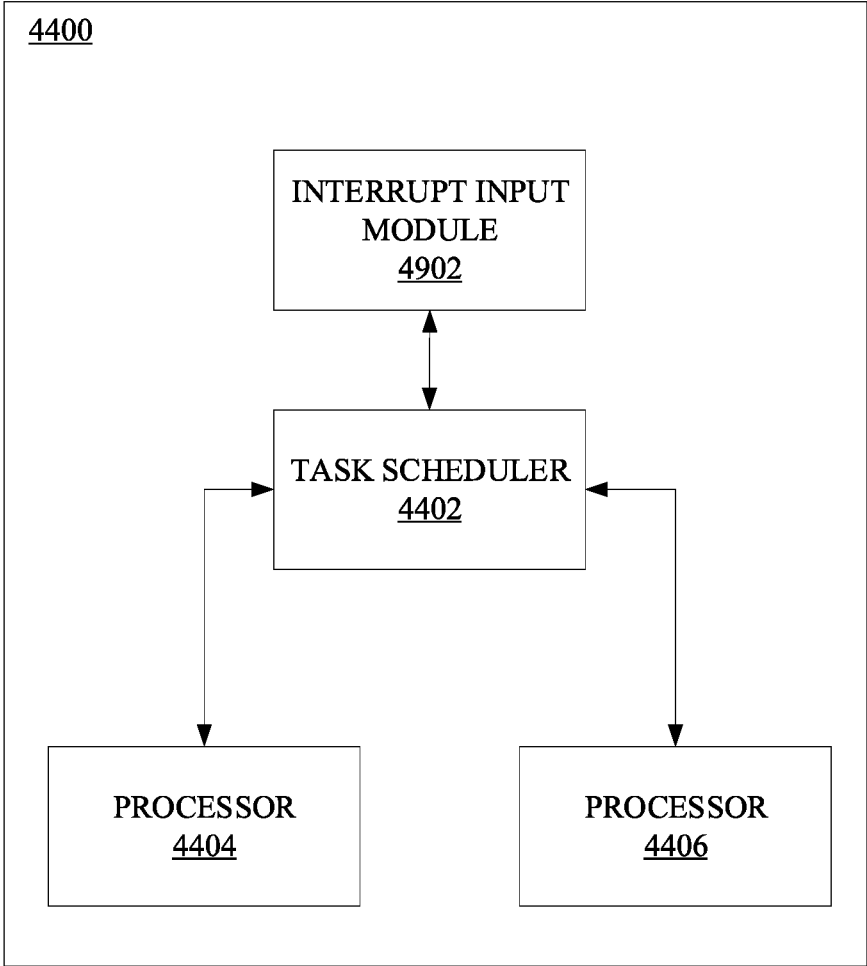 4400
INTERRUPT INPUT
MODULE
4902
TASK SCHEDULER
4402
PROCESSOR
4404
PROCESSOR
4406